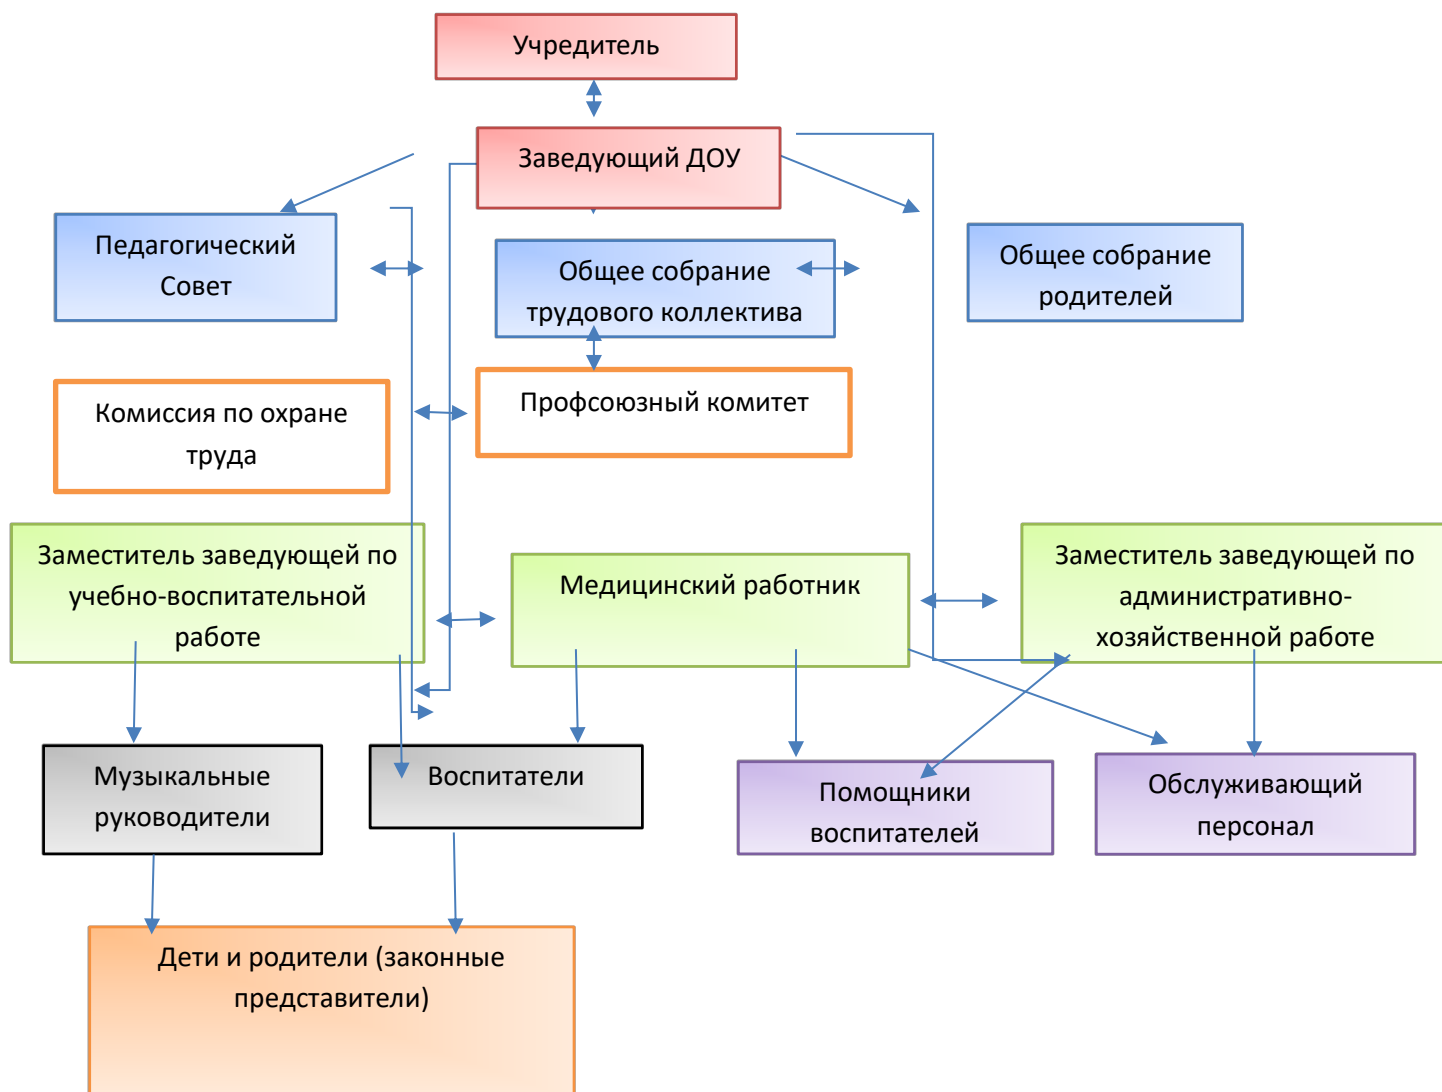 Учредитель
Заведующий ДОУ
Педагогический
Совет
Общее собрание
трудового коллектива
Общее собрание
родителей
Комиссия по охране
труда
Профсоюзный комитет
Заместитель заведующей по
учебно-воспитательной
работе
Медицинский работник
Заместитель заведующей по
административно-
хозяйственной работе
Музыкальные
руководители
Воспитатели
Помощники
воспитателей
Обслуживающий
персонал
Дети и родители (законные
представители)